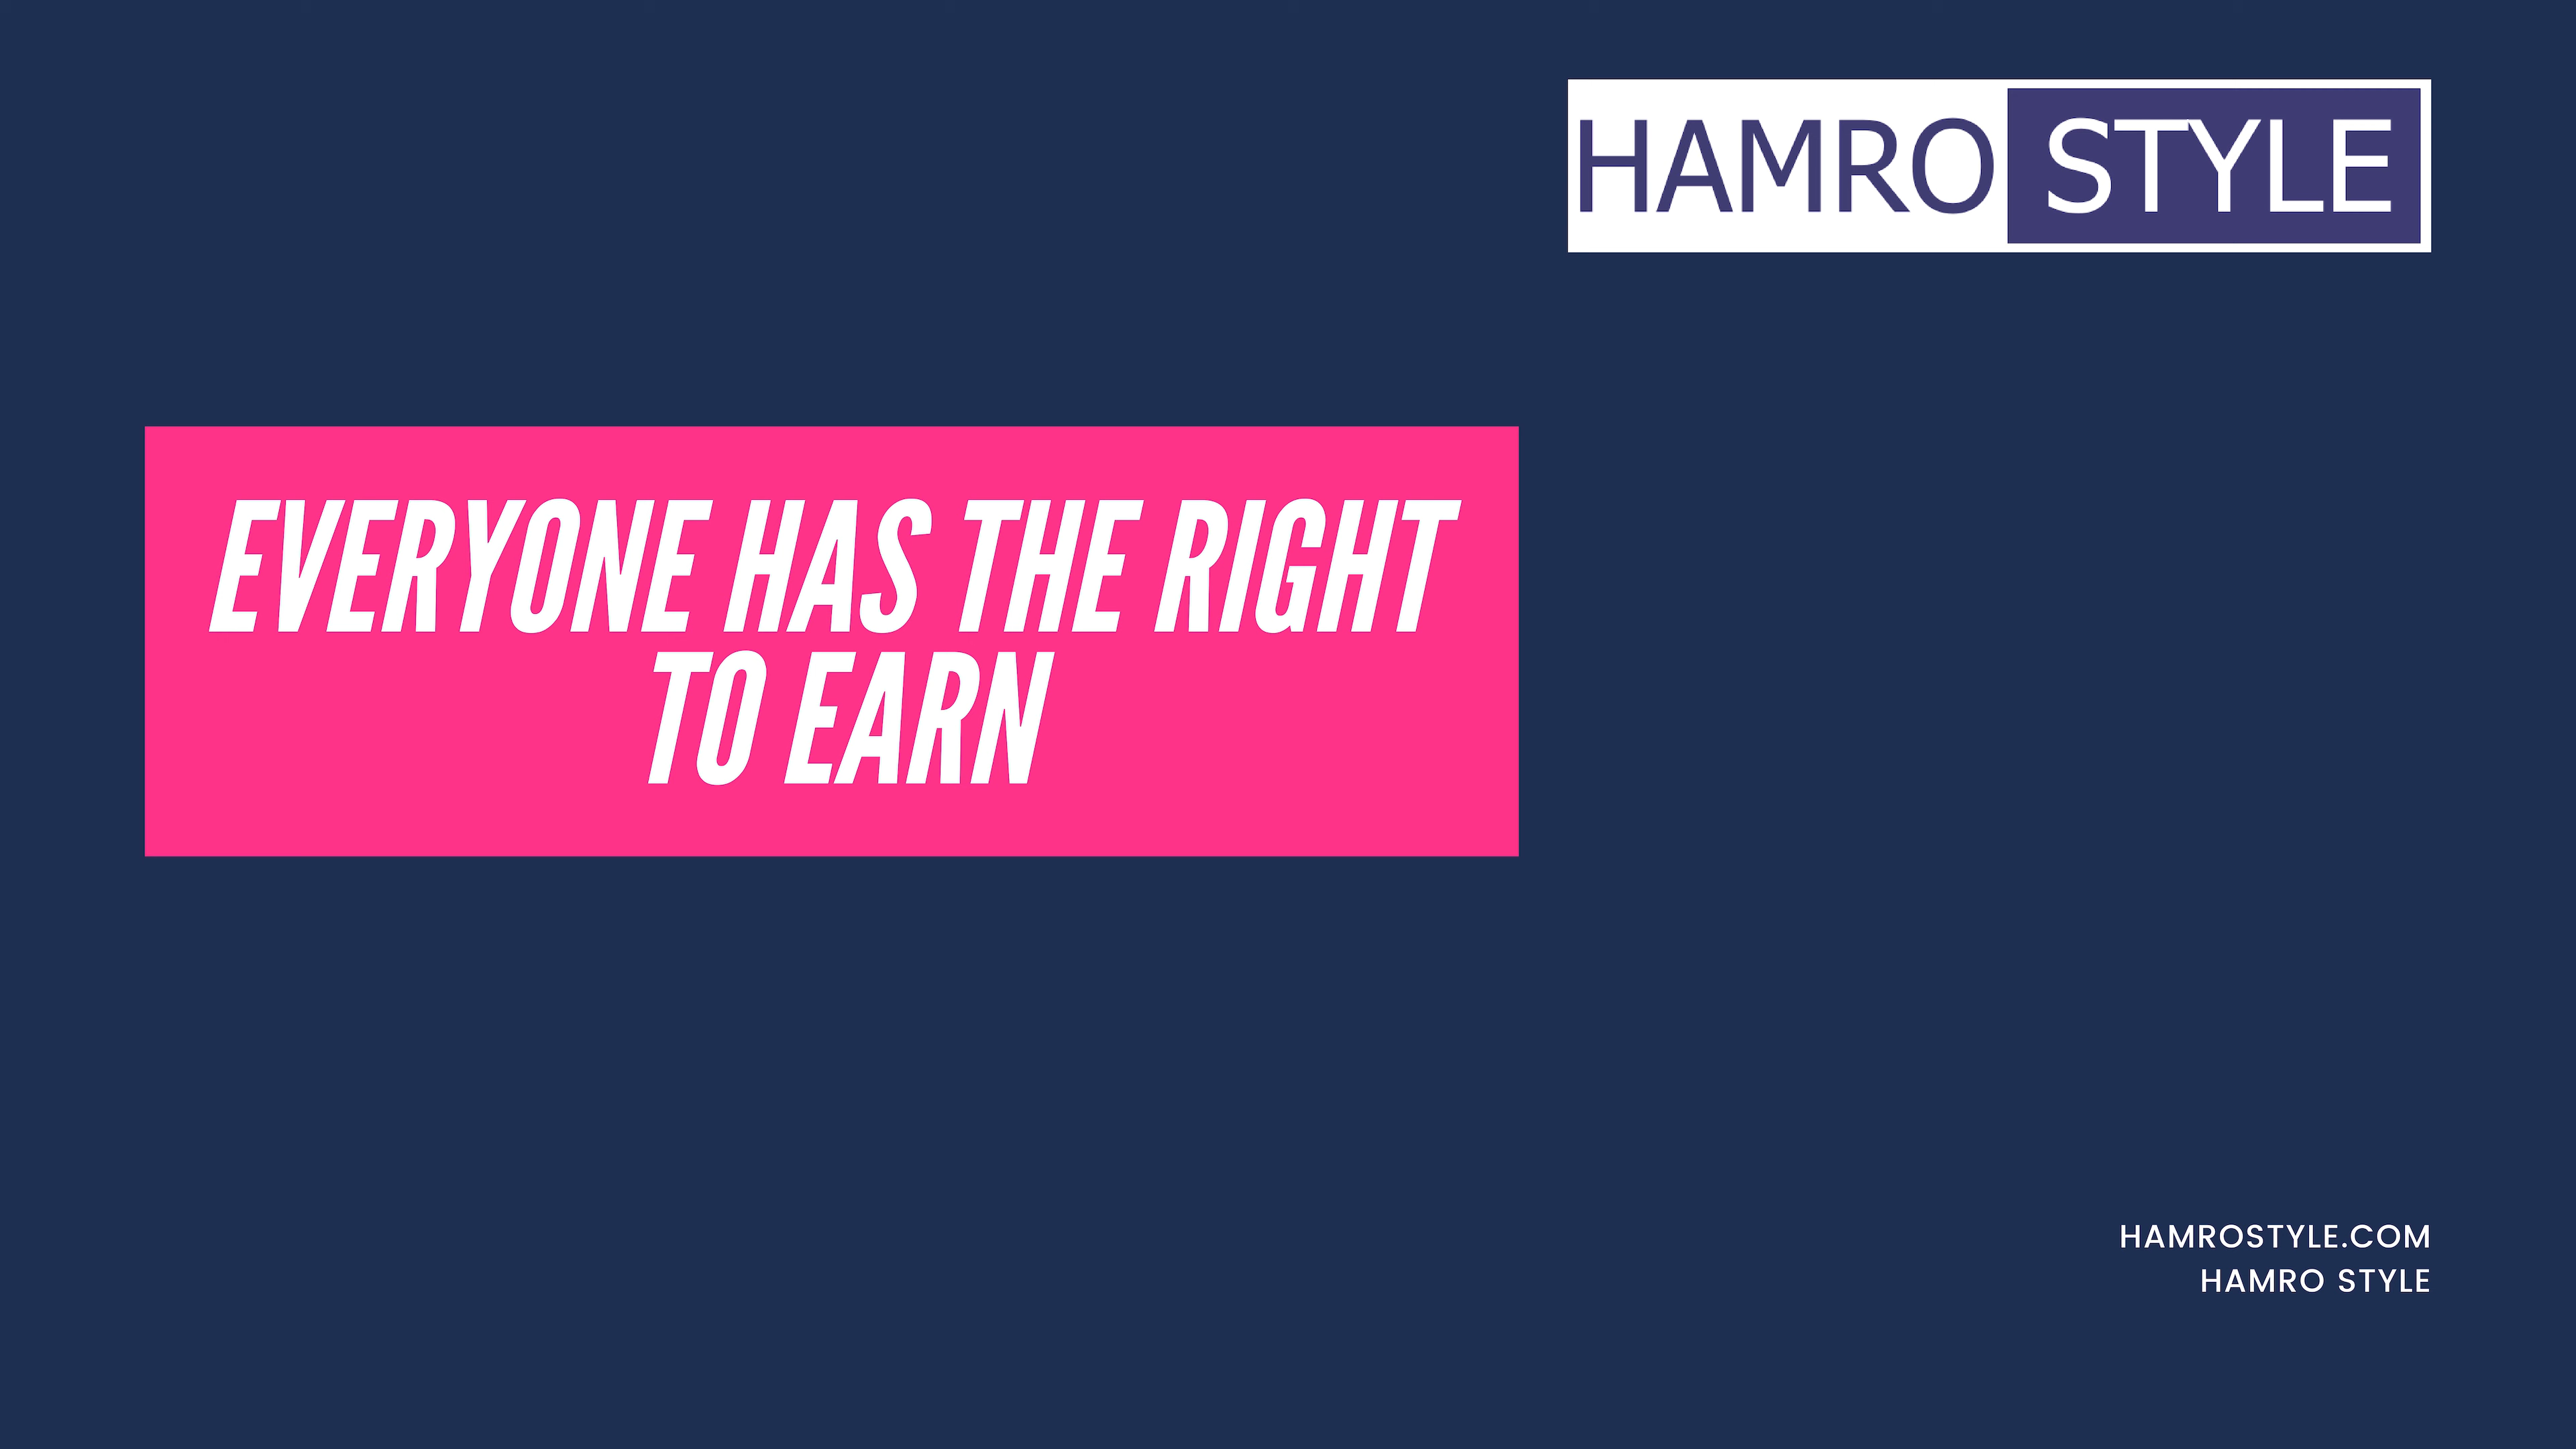 HAMRO STYLE
EVERYONE HAS THE RIGHT
TO EARN
HAMROSTYLE.COM
HAMRO STYLE